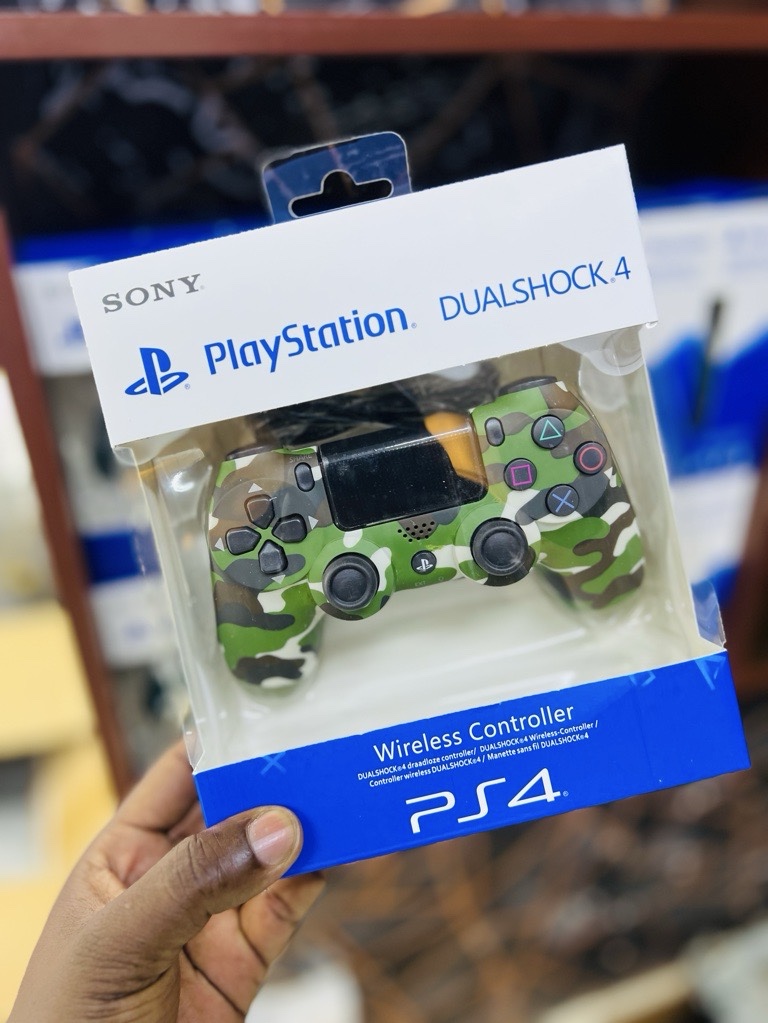 SONY
PlayStation® DUALSHOCK®4
Wireless Controller
DUALSHOCK®4 draadloze controller/ DUALSHOCK®4 Wireless-Controller /
Controller wireless DUALSHOCK®4 / Manette sans fil DUALSHOCK®4
PS4®